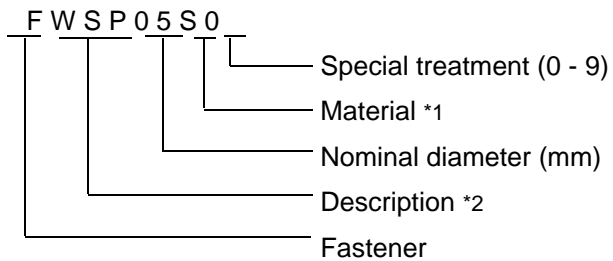 F W S P 0 5 S 0
Special treatment (0 - 9)
Material *1
Nominal diameter (mm)
Description *2
Fastener